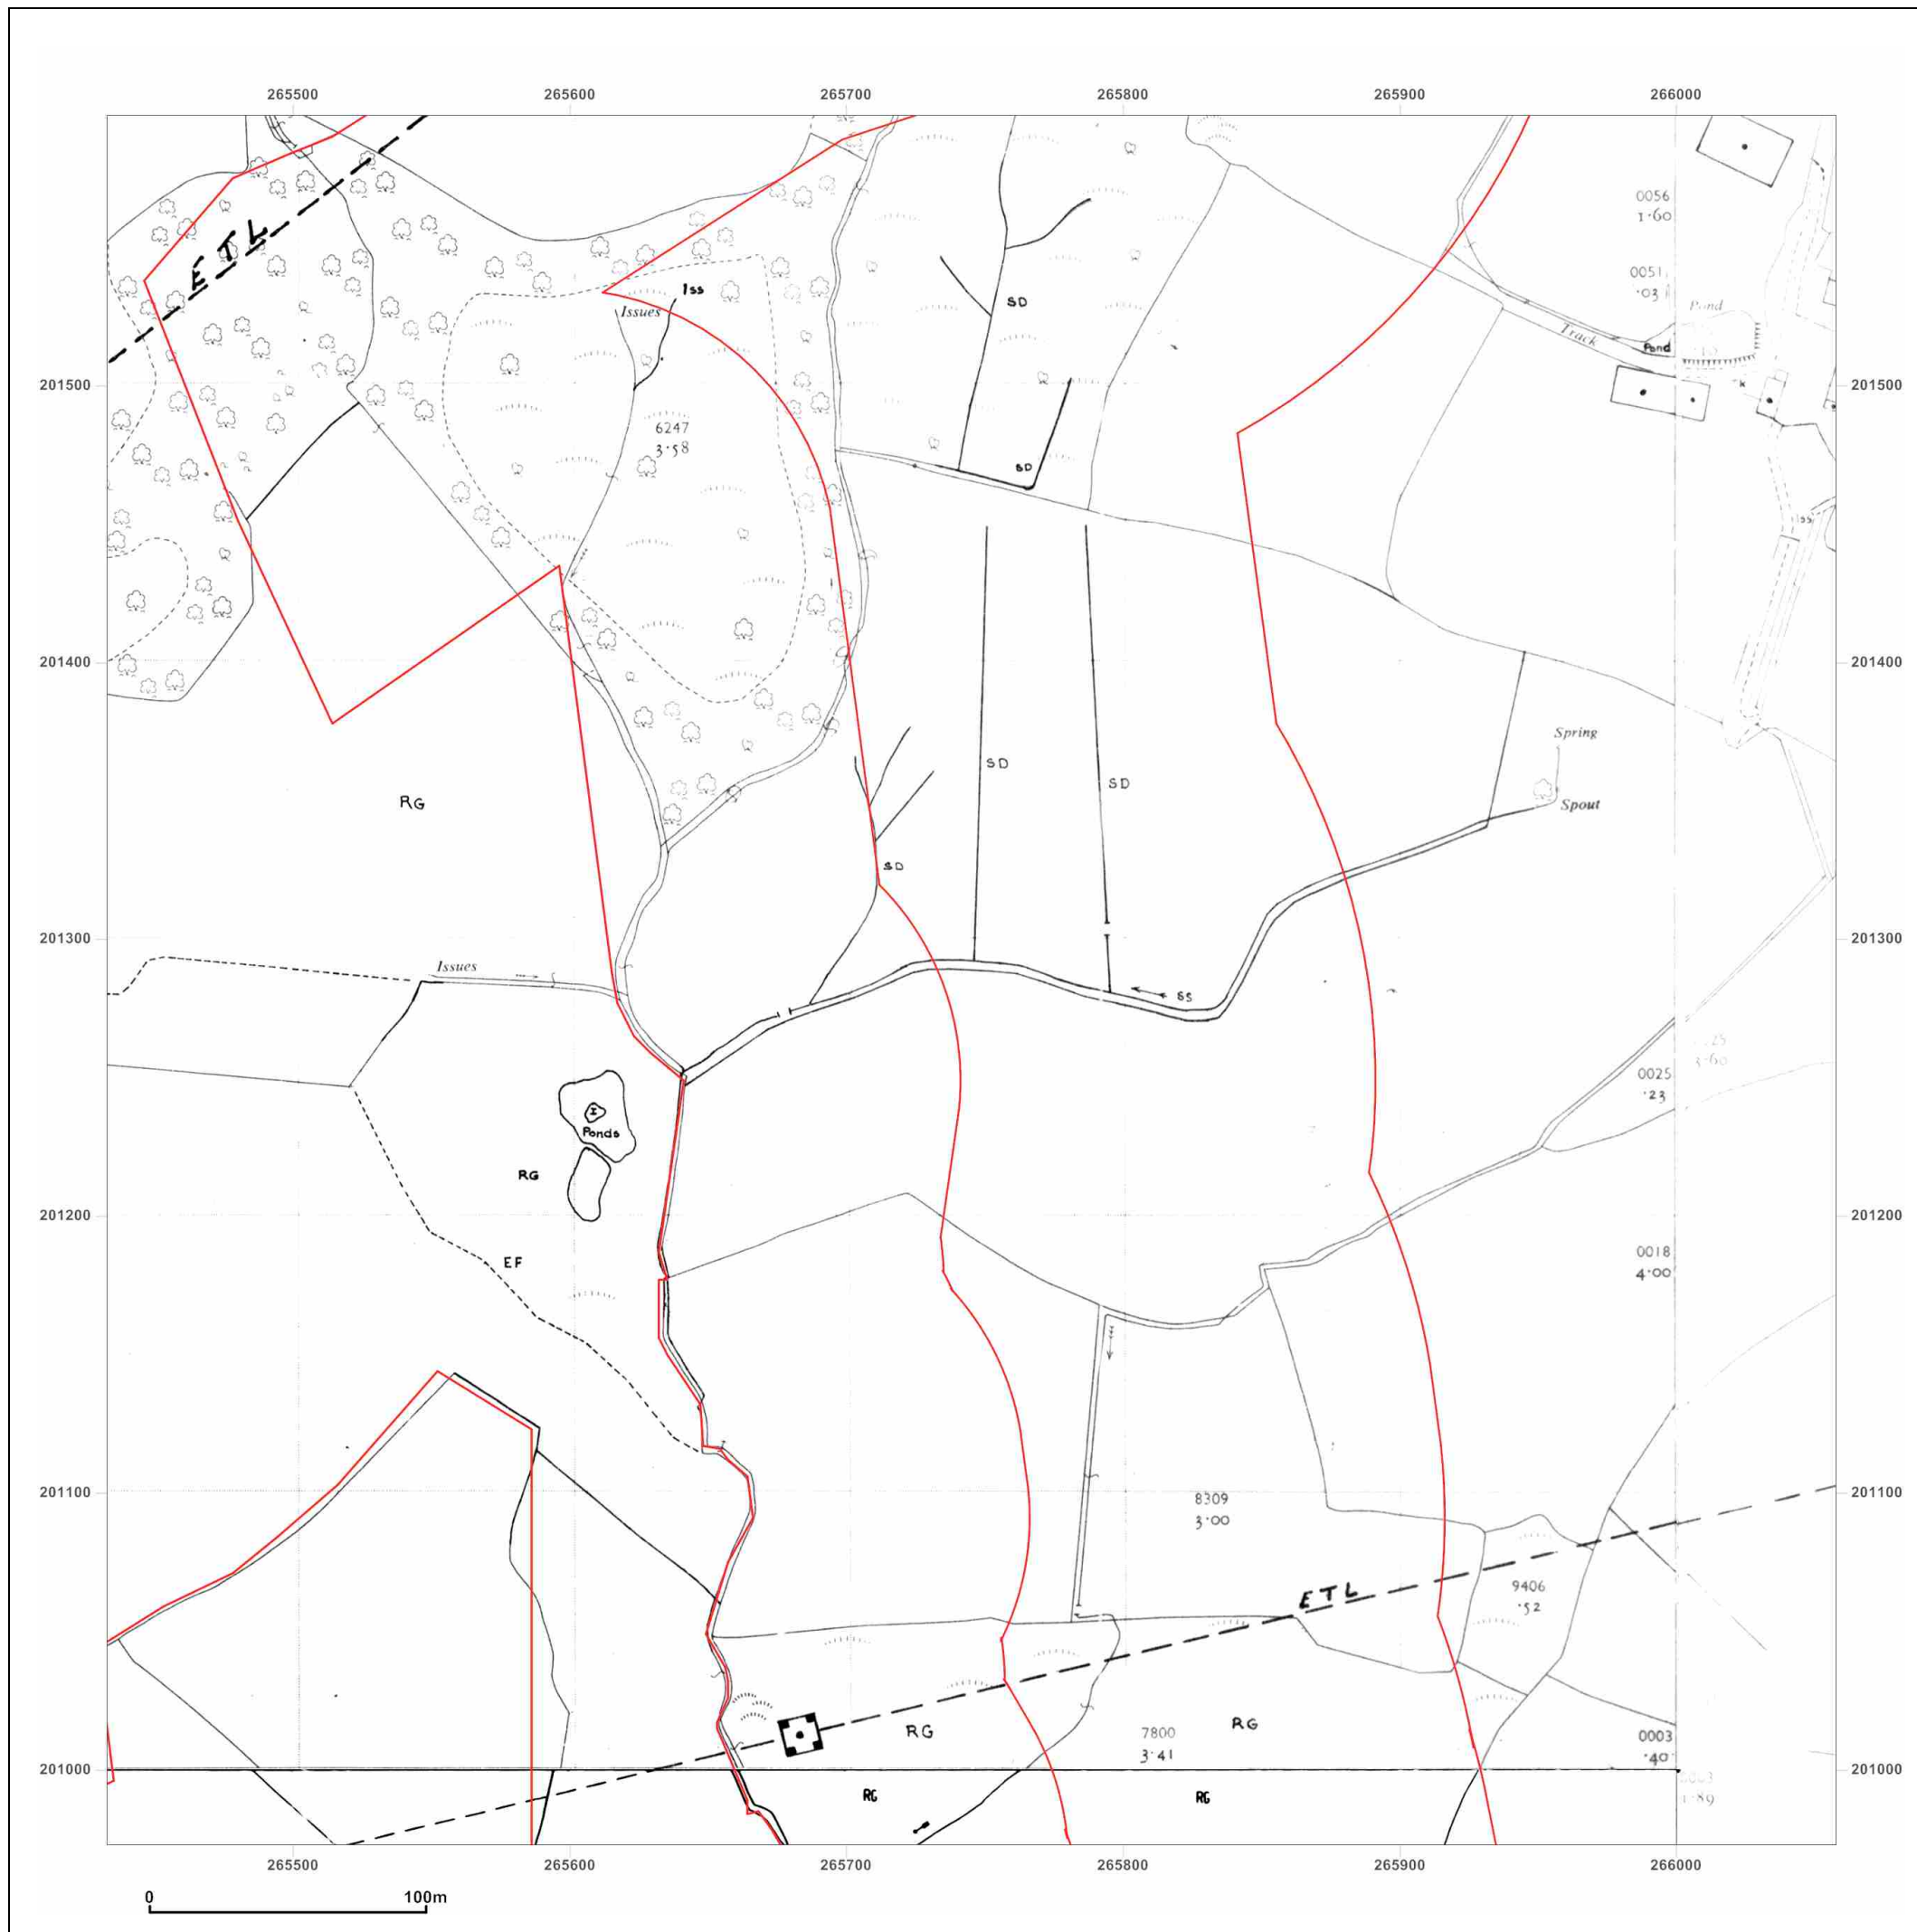 265500 265600 265700 265800 265900 266000
0056
1·60
ETL
0051
·03
Iss
Issues
Pond
SD
Track
Pond
201500 201500
6247
3·58
SD
Iss
201400 201400
Spring
SD
SD
RG
Spout
SD
201300 201300
Issues
SS
3·60
0025
·23
Ponds
RG
201200 201200
EF
0018
4·00
201100 201100
8309
3·00
ETL
9406
·52
RG
RG
7800
3·41
0003
·40
201000 201000
RG
RG
265500 265600 265700 265800 265900 266000
0 100m